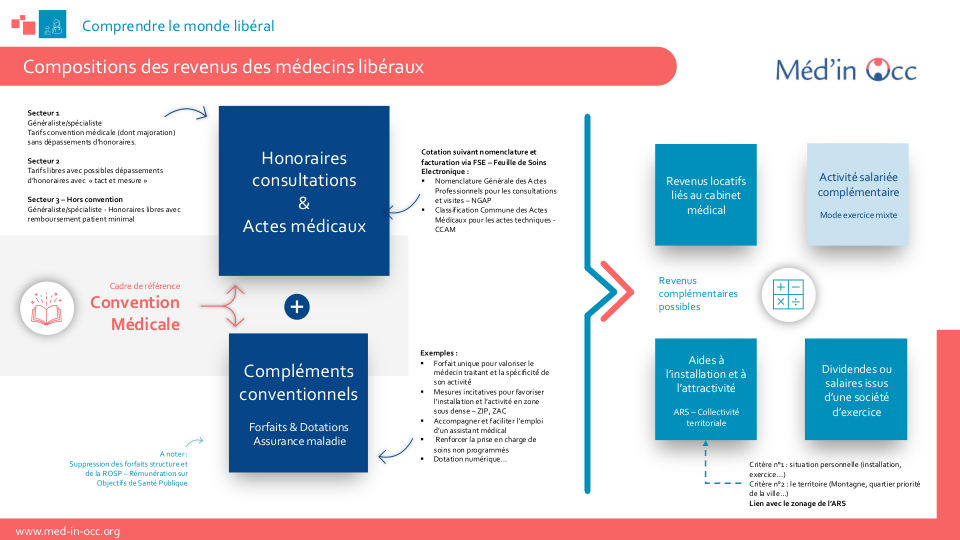 Comprendre le monde libéral
Compositions des revenus des médecins libéraux
Méd'in Occ
Secteur 1
Généraliste/spécialiste
Tarifs convention médicale (dont majoration)
sans dépassements d'honoraires.
Secteur 2
Tarifs libres avec possibles dépassements
d'honoraires avec « tact et mesure »
Secteur 3 – Hors convention
Généraliste/spécialiste - Honoraires libres avec
remboursement patient minimal
Honoraires
consultations
&
Actes médicaux
Cotation suivant nomenclature et
facturation via FSE – Feuille de Soins
Electronique :
▪ Nomenclature Générale des Actes
Professionnels pour les consultations
et visites – NGAP
▪ Classification Commune des Actes
Médicaux pour les actes techniques -
CCAM
Cadre de référence
Convention
Médicale
+
Compléments
conventionnels
Forfaits & Dotations
Assurance maladie
Exemples :
▪ Forfait unique pour valoriser le
médecin traitant et la spécificité de
son activité
▪ Mesures incitatives pour favoriser
l'installation et l'activité en zone
sous dense – ZIP, ZAC
▪ Accompagner et faciliter l'emploi
d'un assistant médical
▪ Renforcer la prise en charge de
soins non programmés
▪ Dotation numérique...
A noter :
Suppression des forfaits structure et
de la ROSP – Rémunération sur
Objectifs de Santé Publique
Revenus locatifs
liés au cabinet
médical
Activité salariée
complémentaire
Mode exercice mixte
Revenus
complémentaires
possibles
Aides à
l'installation et à
l'attractivité
ARS – Collectivité
territoriale
Dividendes ou
salaires issus
d'une société
d'exercice
Critère n°1 : situation personnelle (installation,
exercice...)
Critère n°2 : le territoire (Montagne, quartier priorité
de la ville...)
Lien avec le zonage de l'ARS
www.med-in-occ.org